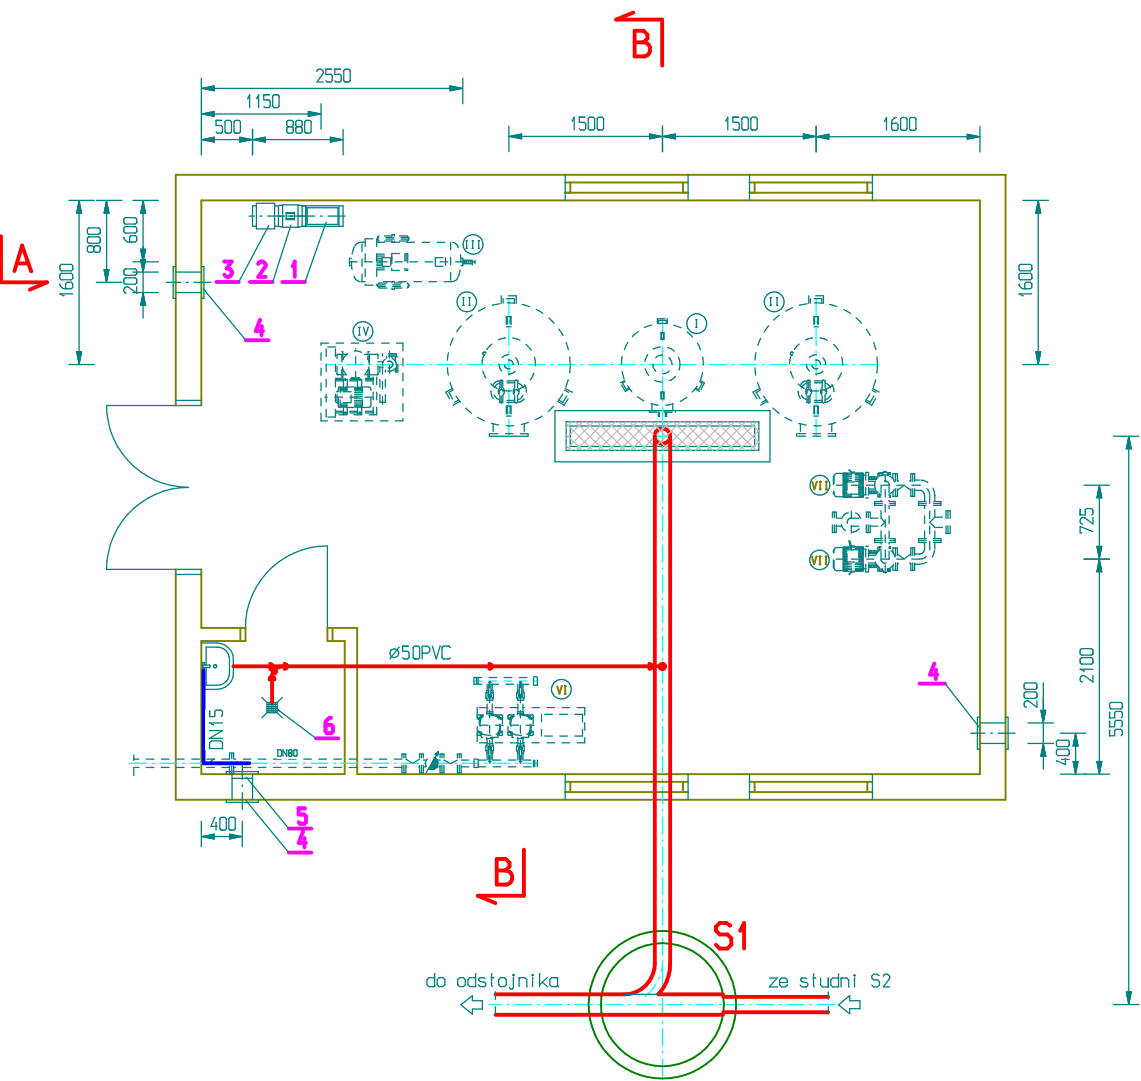 B
2550
1150
500 880
1500 1500 1600
A
1600
800
600
200
3 2 1
4
III
II
I
II
IV
1600
VII
VII
725
2100
5550
⌀50PVC
DN15
6
DN80
VI
4
200
400
400
5
4
B
S1
do odstojnika
ze studni S2